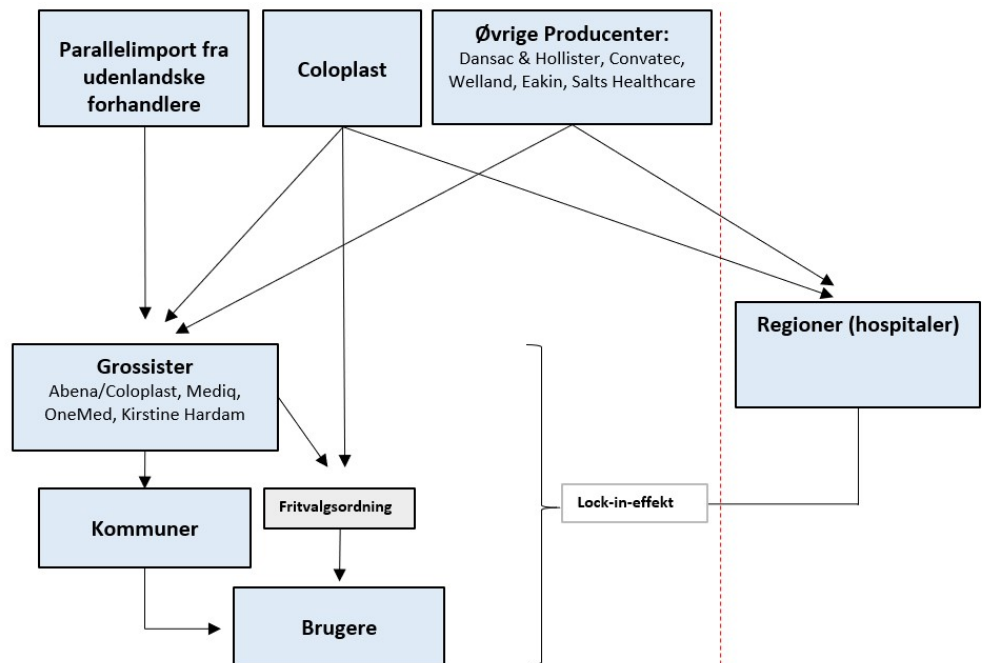 Parallelimport fra
udenlandske
forhandlere
Coloplast
Øvrige Producenter:
Dansac & Hollister, Convatec,
Welland, Eakin, Salts Healthcare
Regioner (hospitaler)
Grossister
Abena/Coloplast, Mediq,
OneMed, Kirstine Hardam
Kommuner
Fritvalgsordning
Lock-in-effekt
Brugere